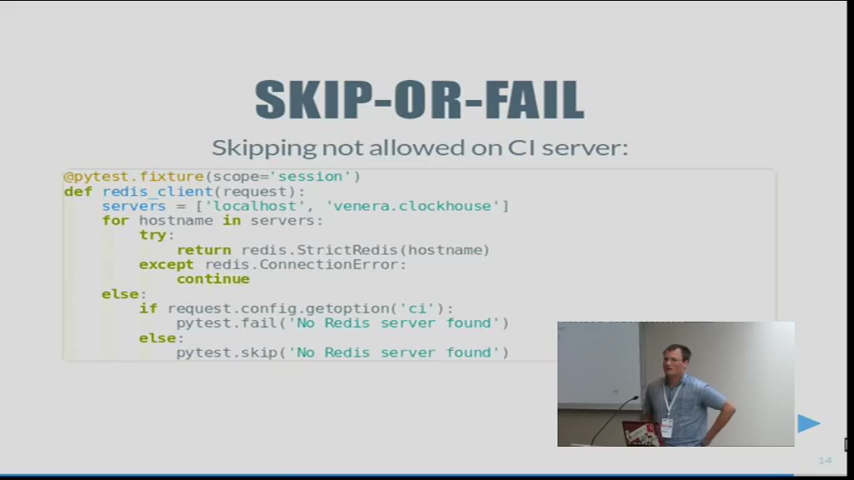 SKIP-OR-FAIL
Skipping not allowed on CI server:
@pytest.fixture(scope='session')
def redis_client(request):
    servers = ['localhost', 'venera.clockhouse']
    for hostname in servers:
        try:
            return redis.StrictRedis(hostname)
        except redis.ConnectionError:
            continue
    else:
        if request.config.getoption('ci'):
            pytest.fail('No Redis server found')
        else:
            pytest.skip('No Redis server found')
14